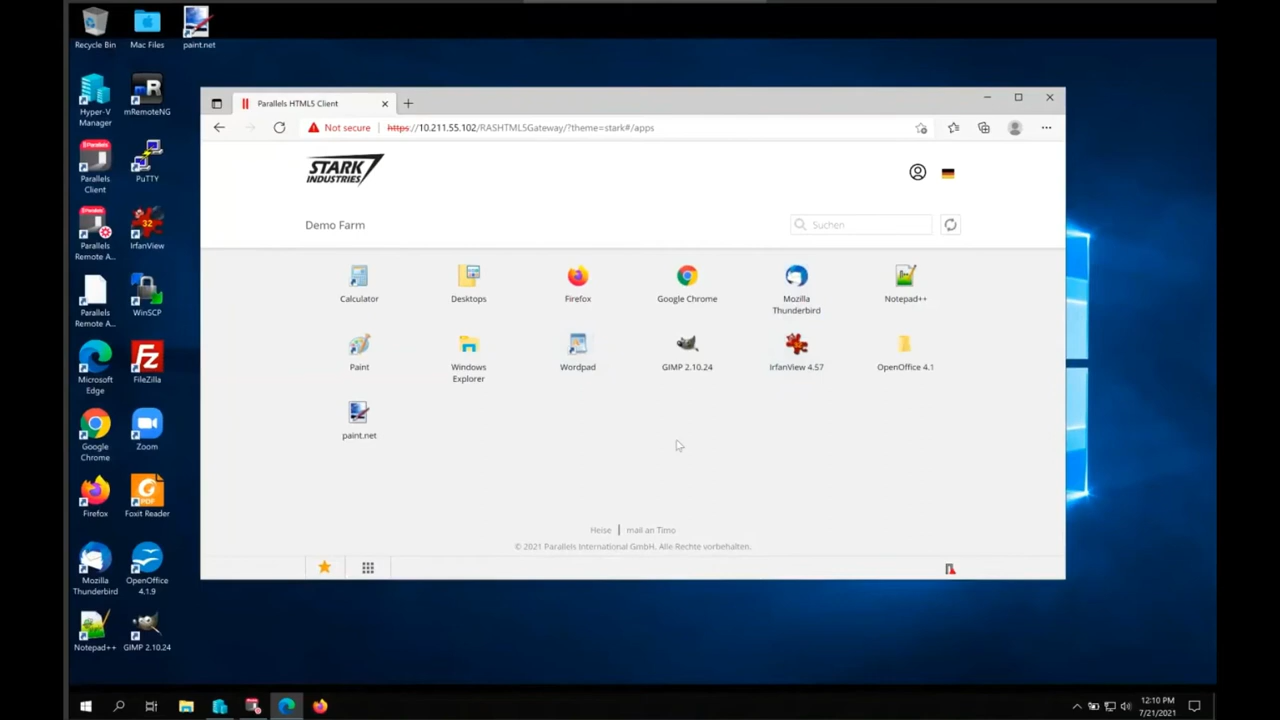 Recycle Bin
Mac Files
paint.net
Hyper-V
Manager
mRemoteNG
Parallels
Client
PuTTY
Parallels
Remote A...
32
IrfanView
Parallels
Remote A...
WinSCP
Microsoft
Edge
FileZilla
Google
Chrome
Zoom
Firefox
PDF
Foxit Reader
Mozilla
Thunderbird
OpenOffice
4.1.9
Notepad++
GIMP 2.10.24
Parallels HTML5 Client
Not secure
https://10.211.55.102/RASHTML5Gateway/?theme=stark#/apps
STARK
INDUSTRIES
Demo Farm
Suchen
Calculator
Desktops
Firefox
Google Chrome
Mozilla
Thunderbird
Notepad++
Paint
Windows
Explorer
Wordpad
GIMP 2.10.24
IrfanView 4.57
OpenOffice 4.1
paint.net
Heise | mail an Timo
© 2021 Parallels International GmbH. Alle Rechte vorbehalten.
12:10 PM
7/21/2021